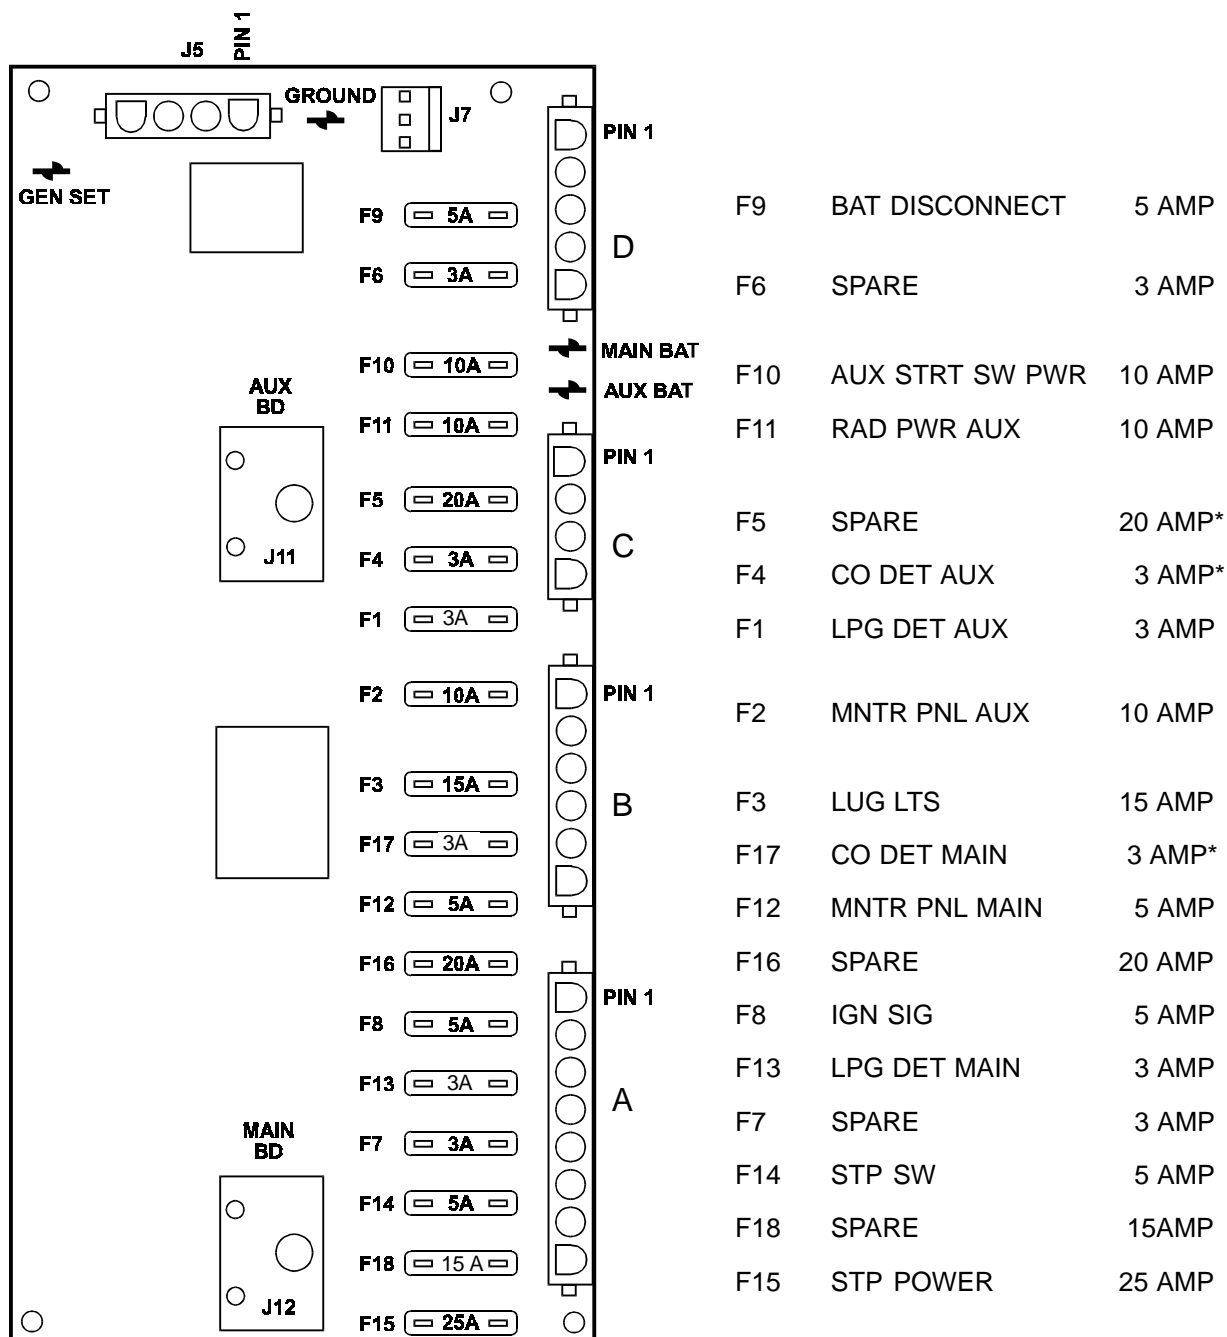 J5 PIN 1
GROUND
J7
PIN 1
GEN SET
F9 5A
D
F6 3A
MAIN BAT
F10 10A
AUX BAT
AUX
BD
F11 10A
PIN 1
F5 20A
C
J11
F4 3A
F1 3A
F2 10A
PIN 1
F3 15A
B
F17 3A
F12 5A
F16 20A
PIN 1
F8 5A
F13 3A
A
MAIN
BD
F7 3A
F14 5A
F18 15 A
J12
F15 25A
F9 BAT DISCONNECT 5 AMP
F6 SPARE 3 AMP
F10 AUX STRT SW PWR 10 AMP
F11 RAD PWR AUX 10 AMP
F5 SPARE 20 AMP*
F4 CO DET AUX 3 AMP*
F1 LPG DET AUX 3 AMP
F2 MNTR PNL AUX 10 AMP
F3 LUG LTS 15 AMP
F17 CO DET MAIN 3 AMP*
F12 MNTR PNL MAIN 5 AMP
F16 SPARE 20 AMP
F8 IGN SIG 5 AMP
F13 LPG DET MAIN 3 AMP
F7 SPARE 3 AMP
F14 STP SW 5 AMP
F18 SPARE 15AMP
F15 STP POWER 25 AMP